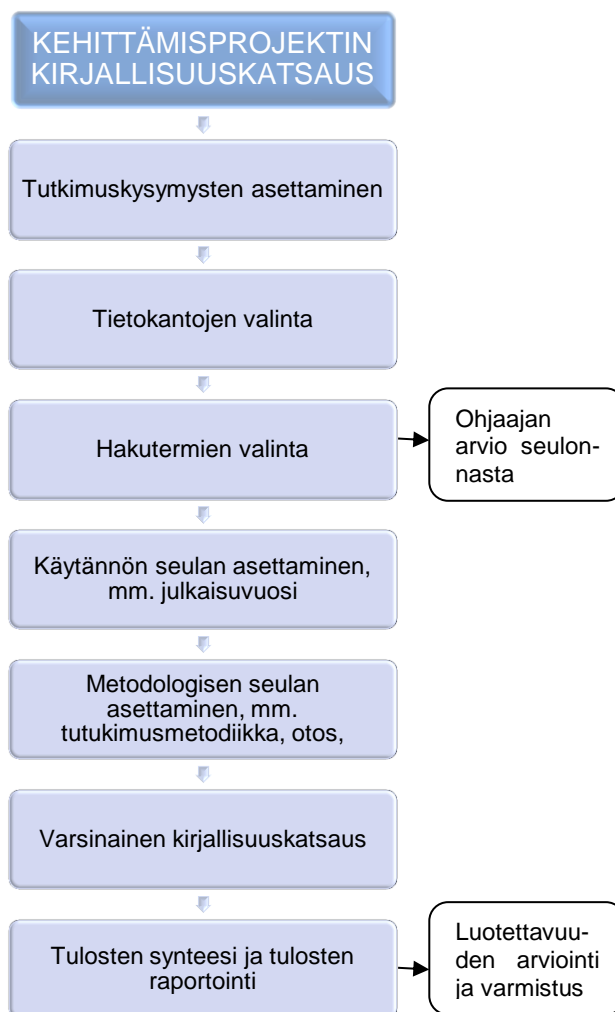 KEHITTÄMISPROJEKTIN
KIRJALLISUUSKATSAUS
Tutkimuskysymysten asettaminen
Tietokantojen valinta
Hakutermien valinta
Ohjaajan
arvio seulon-
nasta
Käytännön seulan asettaminen,
mm. julkaisuvuosi
Metodologisen seulan
asettaminen, mm.
tutukimusmetodiikka, otos,
Varsinainen kirjallisuuskatsaus
Tulosten synteesi ja tulosten
raportointi
Luotettavuu-
den arviointi
ja varmistus